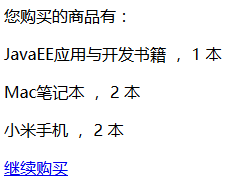 您购买的商品有：
JavaEE应用与开发书籍 ， 1 本
Mac笔记本 ， 2 本
小米手机 ， 2 本
继续购买